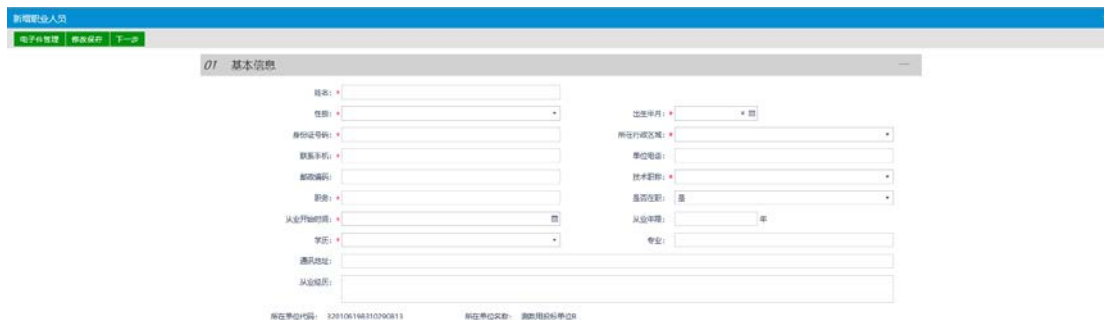 新增职业人员
电子件管理 修改保存 下一步
01 基本信息
姓名: *
性别: * 出生年月: *
身份证号码: * 所在行政区域: *
联系手机: * 单位电话:
邮政编码: 技术职称: *
职务: * 是否在职: 是
从业开始时间: * 从业年限: 年
学历: * 专业:
通讯地址:
从业经历:
所在单位代码: 320106198310290811 所在单位名称: